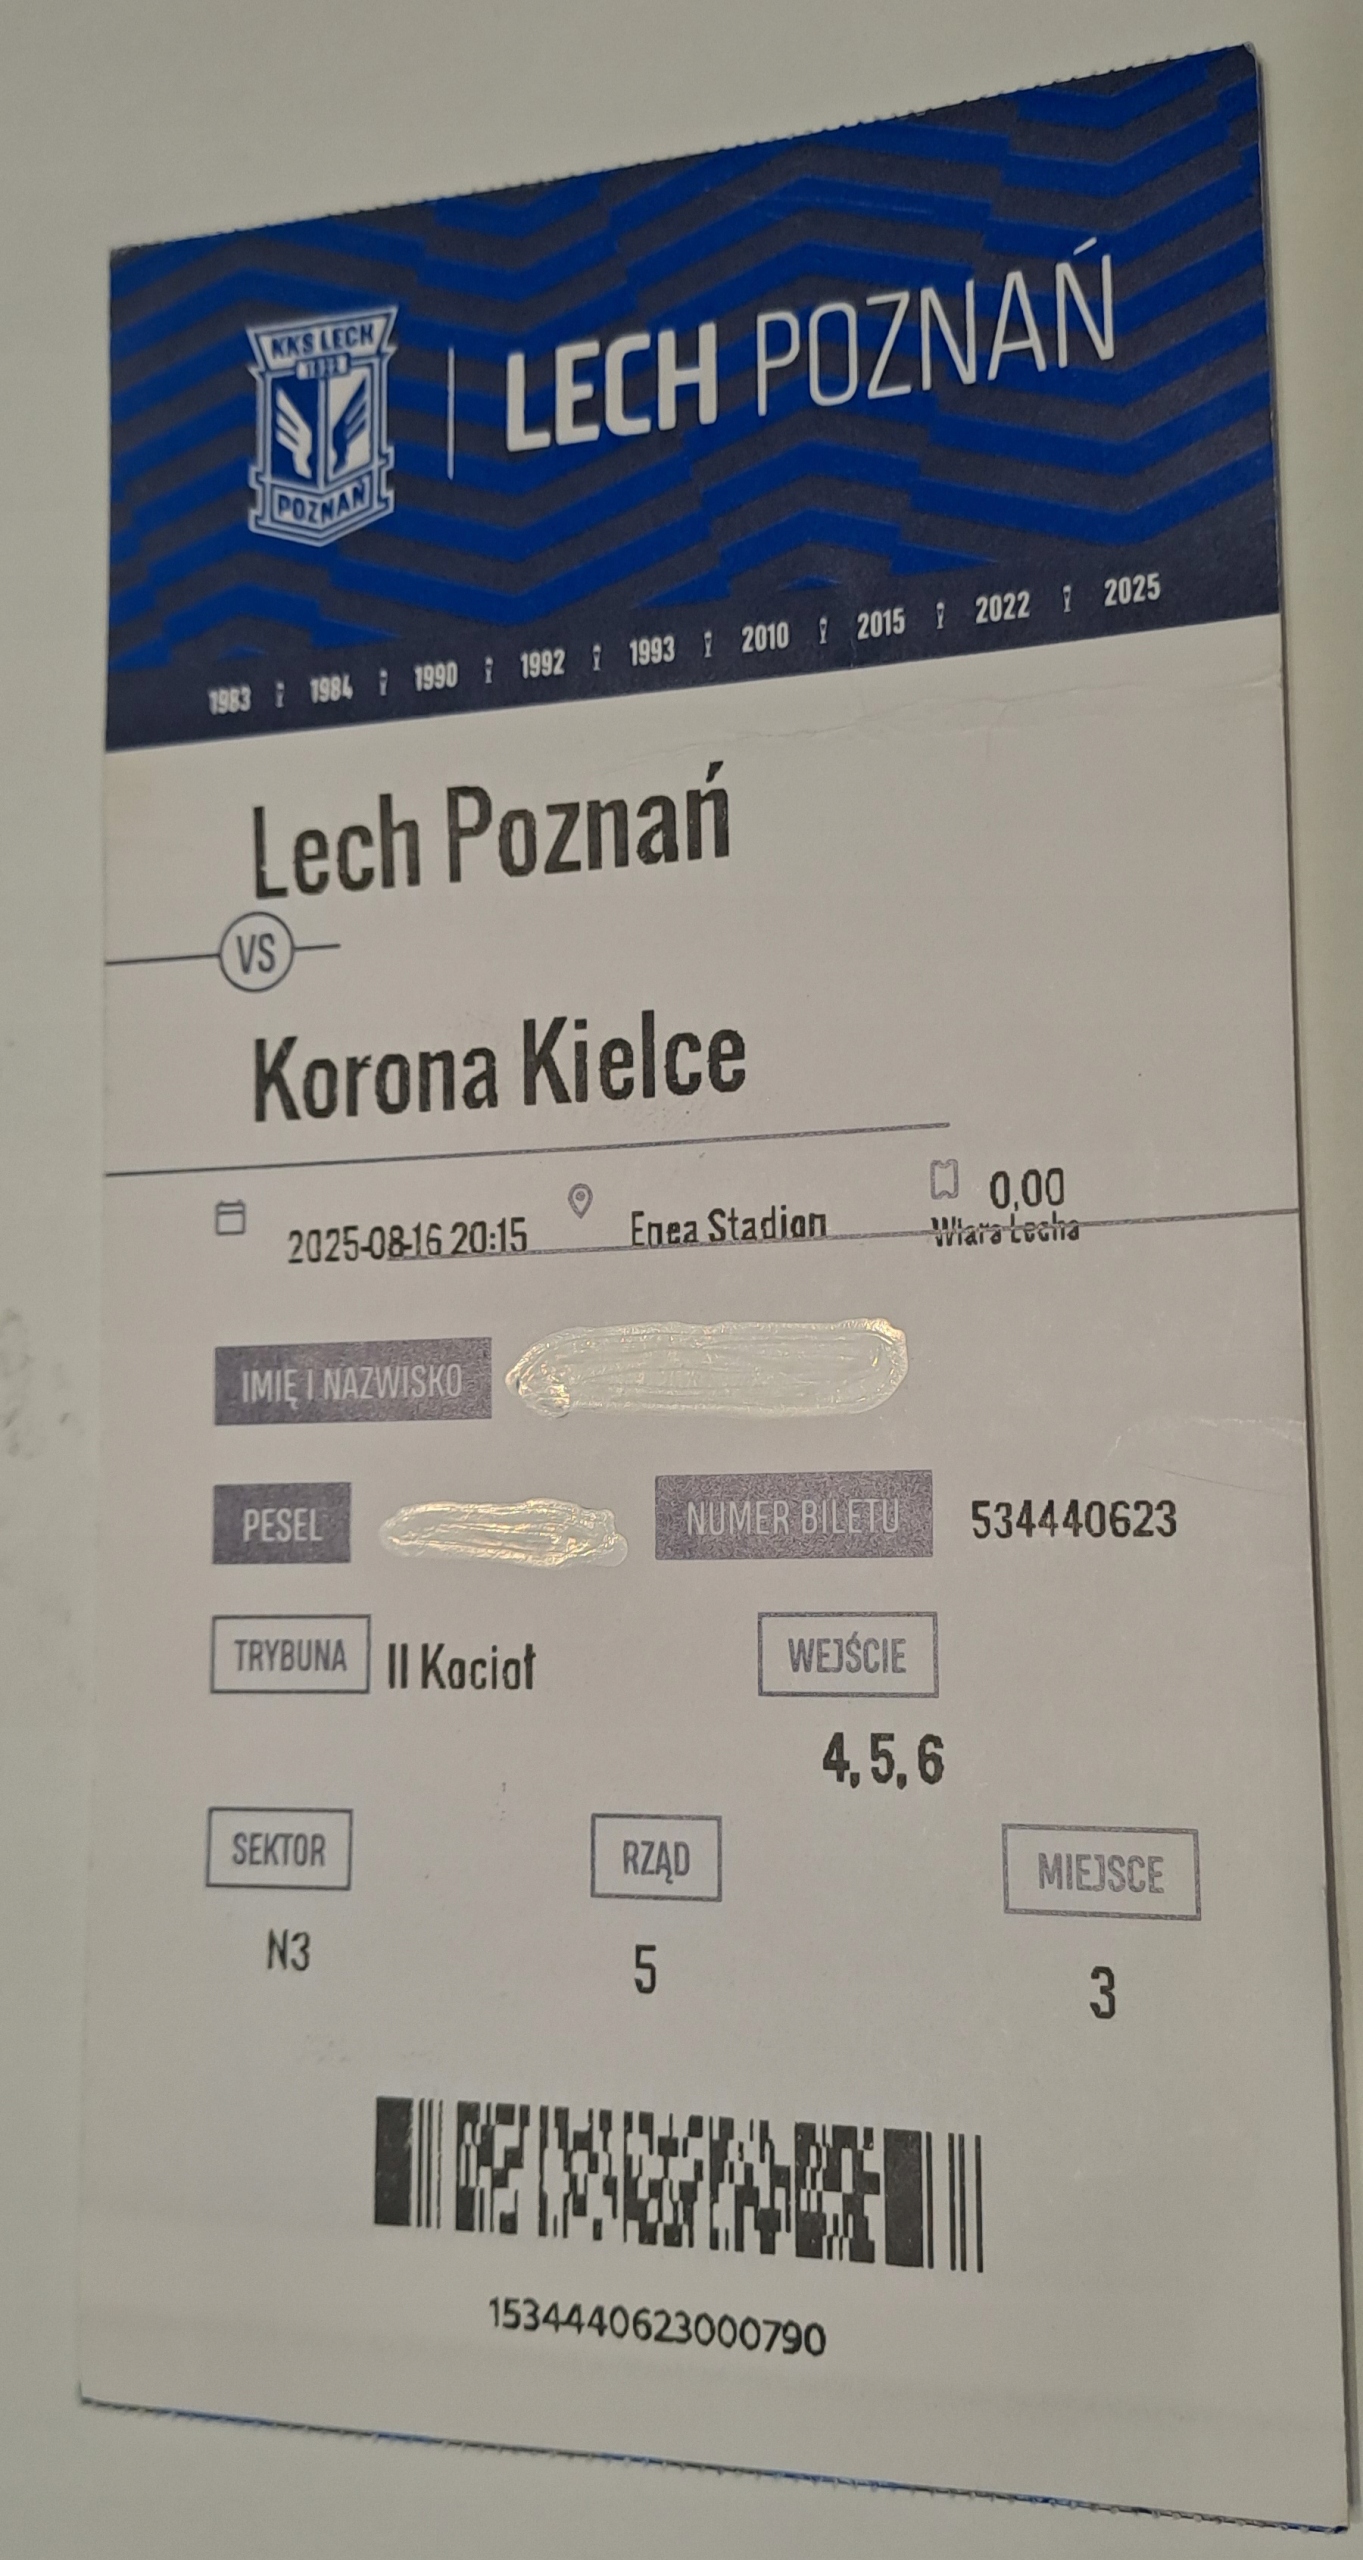 KKS LECH
1922
POZNAŃ
LECH POZNAŃ
1983 1984 1990 1992 1993 2010 2015 2022 2025
Lech Poznań
VS
Korona Kielce
2025-08-16 20:15 Enea Stadion 0,00
Wiara Lecha
IMIĘ I NAZWISKO
PESEL NUMER BILETU 534440623
TRYBUNA II Kocioł WEJŚCIE
4, 5, 6
SEKTOR RZĄD MIEJSCE
N3 5 3
1534440623000790